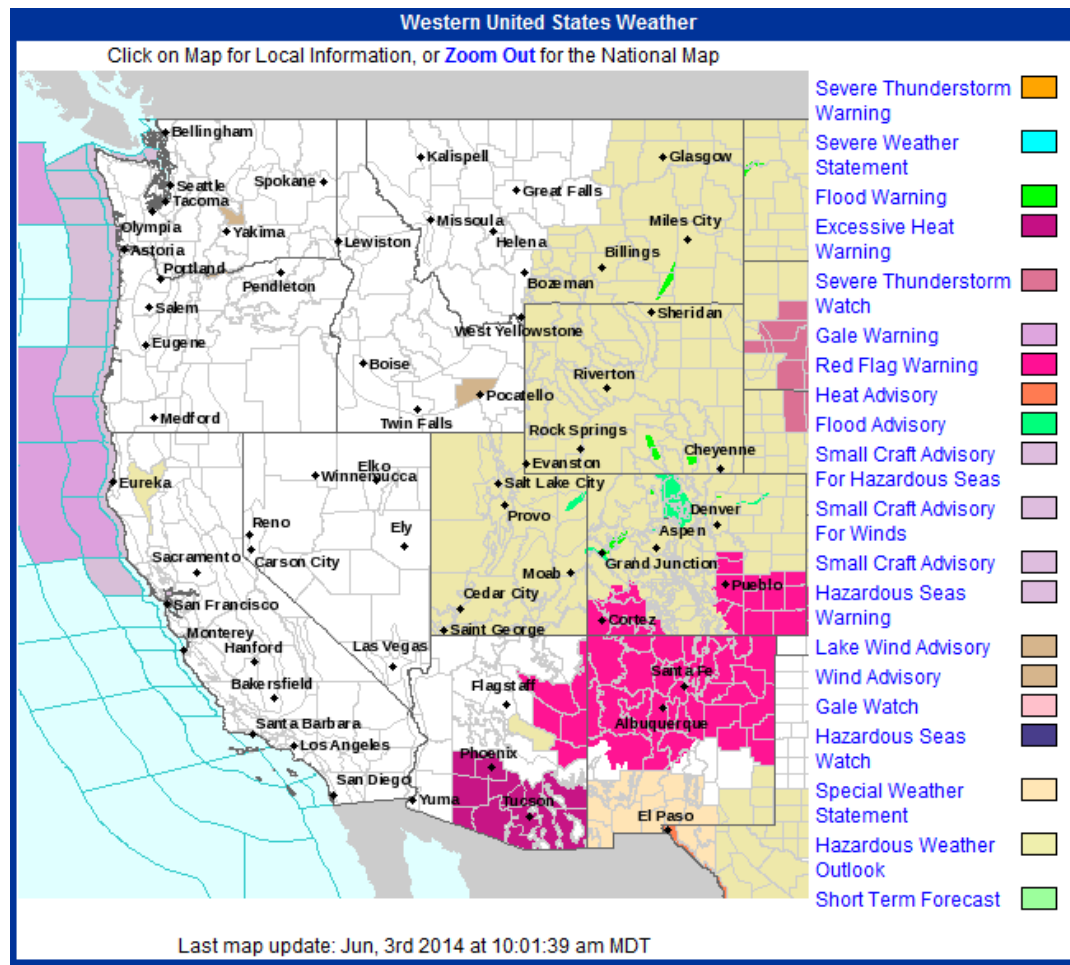 Western United States Weather
Click on Map for Local Information, or Zoom Out for the National Map
Bellingham
Kalispell
Glasgow
Seattle
Spokane
Tacoma
Great Falls
Olympia
Yakima
Missoula
Miles City
Astoria
Lewiston
Helena
Billings
Portland
Pendleton
Bozeman
Salem
West Yellowstone
Sheridan
Eugene
Boise
Riverton
Pocatello
Medford
Twin Falls
Rock Springs
Elko
Evanston
Cheyenne
Eureka
Winnemucca
Salt Lake City
Provo
Denver
Reno
Ely
Aspen
Sacramento
Carson City
Grand Junction
Moab
Pueblo
San Francisco
Cedar City
Cortez
Monterey
Saint George
Hanford
Las Vegas
Bakersfield
Flagstaff
Santa Fe
Santa Barbara
Albuquerque
Los Angeles
Phoenix
San Diego
Yuma
Tucson
El Paso
Severe Thunderstorm
Warning
Severe Weather
Statement
Flood Warning
Excessive Heat
Warning
Severe Thunderstorm
Watch
Gale Warning
Red Flag Warning
Heat Advisory
Flood Advisory
Small Craft Advisory
For Hazardous Seas
Small Craft Advisory
For Winds
Small Craft Advisory
Hazardous Seas
Warning
Lake Wind Advisory
Wind Advisory
Gale Watch
Hazardous Seas
Watch
Special Weather
Statement
Hazardous Weather
Outlook
Short Term Forecast
Last map update: Jun, 3rd 2014 at 10:01:39 am MDT